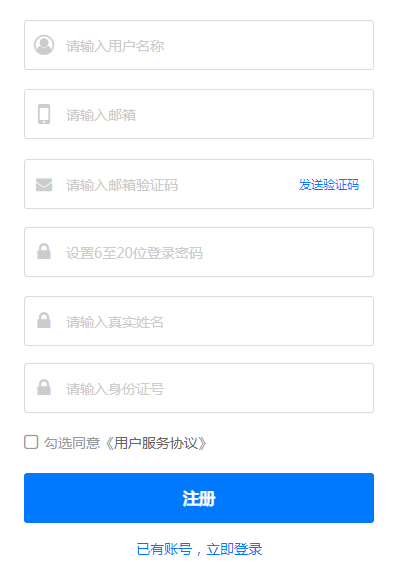 请输入用户名称
请输入邮箱
请输入邮箱验证码 发送验证码
设置6至20位登录密码
请输入真实姓名
请输入身份证号
勾选同意《用户服务协议》
注册
已有账号，立即登录